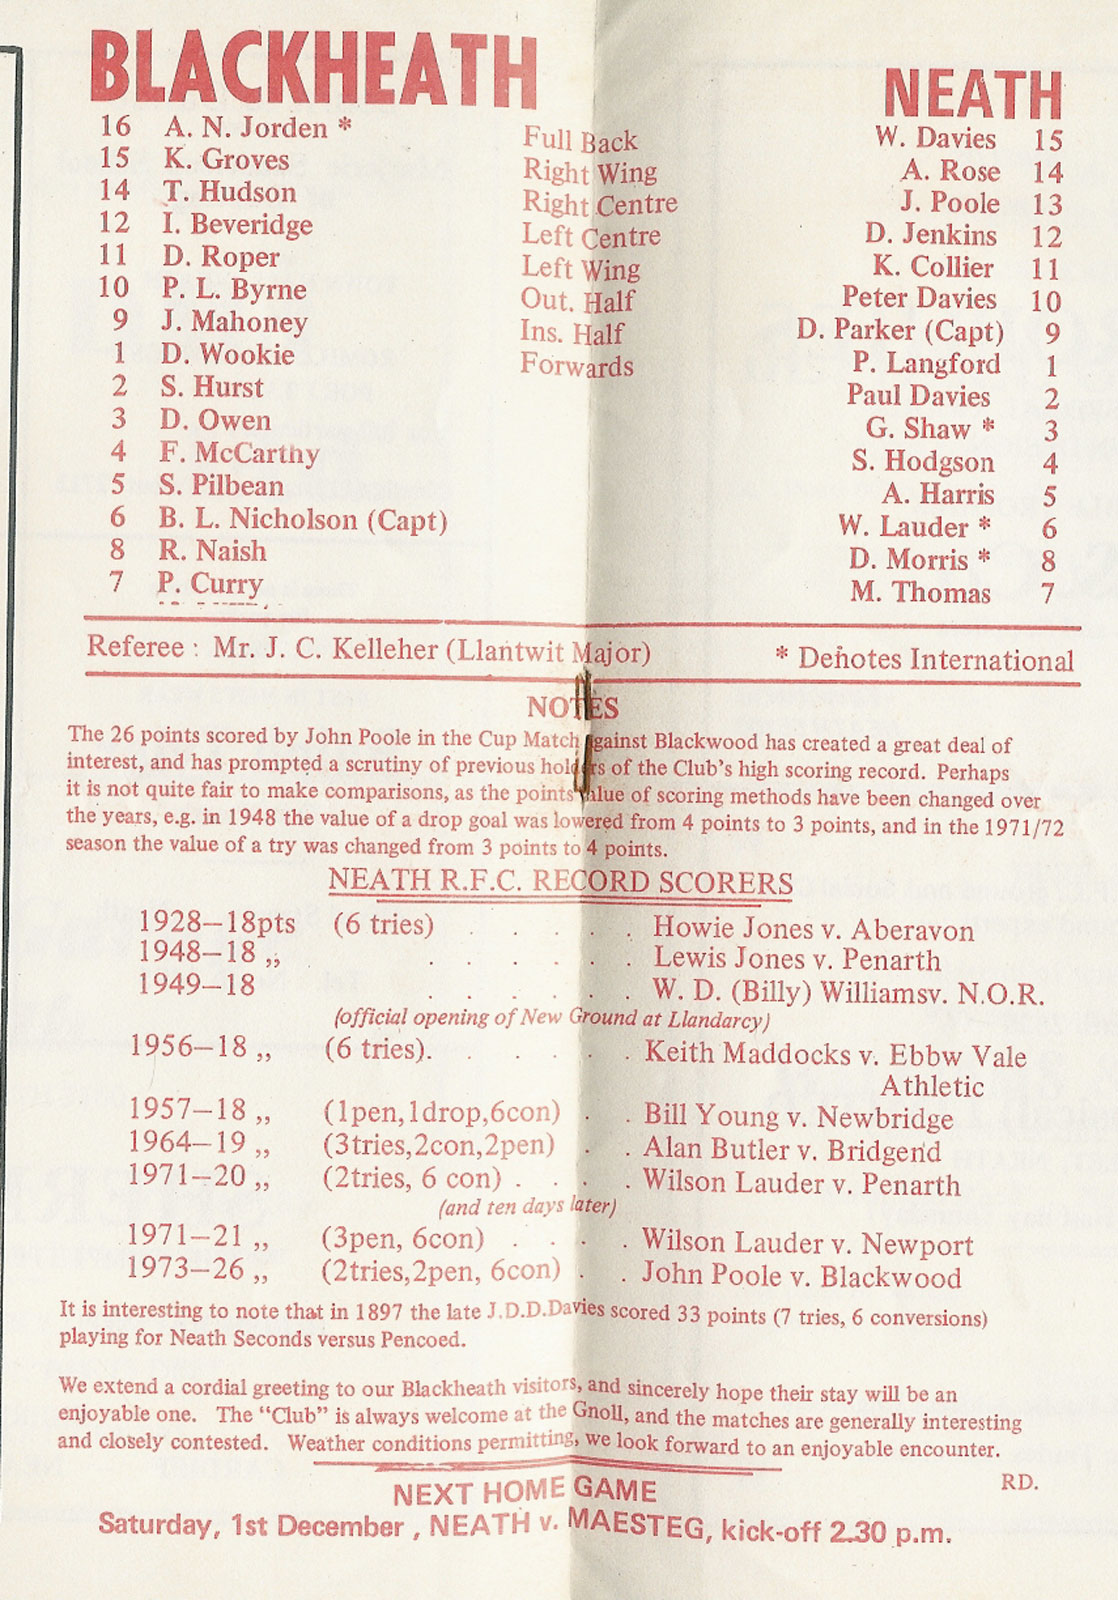 BLACKHEATH NEATH
16 A. N. Jorden * Full Back W. Davies 15
15 K. Groves Right Wing A. Rose 14
14 T. Hudson Right Centre J. Poole 13
12 I. Beveridge Left Centre D. Jenkins 12
11 D. Roper Left Wing K. Collier 11
10 P. L. Byrne Out. Half Peter Davies 10
9 J. Mahoney Ins. Half D. Parker (Capt) 9
1 D. Wookie Forwards P. Langford 1
2 S. Hurst Paul Davies 2
3 D. Owen G. Shaw * 3
4 F. McCarthy S. Hodgson 4
5 S. Pilbean A. Harris 5
6 B. L. Nicholson (Capt) W. Lauder * 6
8 R. Naish D. Morris * 8
7 P. Curry M. Thomas 7
Referee : Mr. J. C. Kelleher (Llantwit Major) * Denotes International
NOTES
The 26 points scored by John Poole in the Cup Match against Blackwood has created a great deal of
interest, and has prompted a scrutiny of previous holders of the Club's high scoring record. Perhaps
it is not quite fair to make comparisons, as the points value of scoring methods have been changed over
the years, e.g. in 1948 the value of a drop goal was lowered from 4 points to 3 points, and in the 1971/72
season the value of a try was changed from 3 points to 4 points.
NEATH R.F.C. RECORD SCORERS
1928—18pts (6 tries) . . . . . . Howie Jones v. Aberavon
1948—18 ,, . . . . . . Lewis Jones v. Penarth
1949—18 . . . . . . W. D. (Billy) Williamsv. N.O.R.
(official opening of New Ground at Llandarcy)
1956—18 ,, (6 tries). . . . . . Keith Maddocks v. Ebbw Vale
Athletic
1957—18 ,, (1pen,1drop,6con) . . Bill Young v. Newbridge
1964—19 ,, (3tries,2con,2pen) . . Alan Butler v. Bridgend
1971—20 ,, (2tries, 6 con) . . . . Wilson Lauder v. Penarth
(and ten days later)
1971—21 ,, (3pen, 6con) . . . . Wilson Lauder v. Newport
1973—26 ,, (2tries,2pen, 6con) . . John Poole v. Blackwood
It is interesting to note that in 1897 the late J.D.D.Davies scored 33 points (7 tries, 6 conversions)
playing for Neath Seconds versus Pencoed.
We extend a cordial greeting to our Blackheath visitors, and sincerely hope their stay will be an
enjoyable one. The "Club" is always welcome at the Gnoll, and the matches are generally interesting
and closely contested. Weather conditions permitting, we look forward to an enjoyable encounter.
RD.
NEXT HOME GAME
Saturday, 1st December , NEATH v. MAESTEG, kick-off 2.30 p.m.